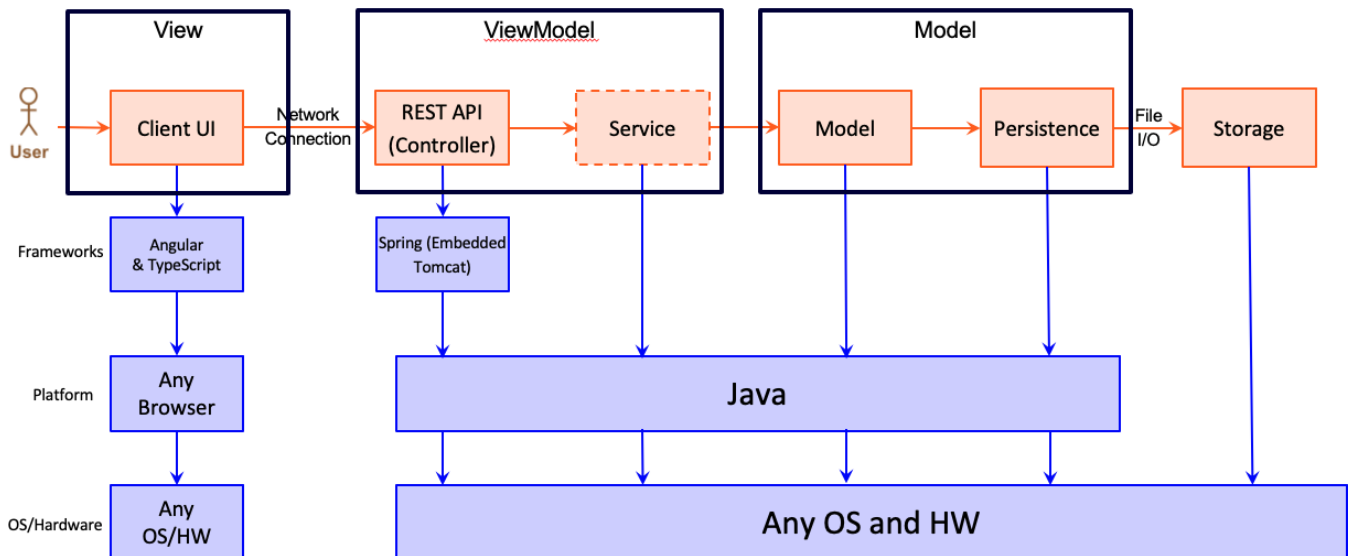 View
ViewModel
Model
User
Client UI
Network
Connection
REST API
(Controller)
Service
Model
Persistence
File
I/O
Storage
Frameworks
Angular
& TypeScript
Spring (Embedded
Tomcat)
Platform
Any
Browser
Java
OS/Hardware
Any
OS/HW
Any OS and HW